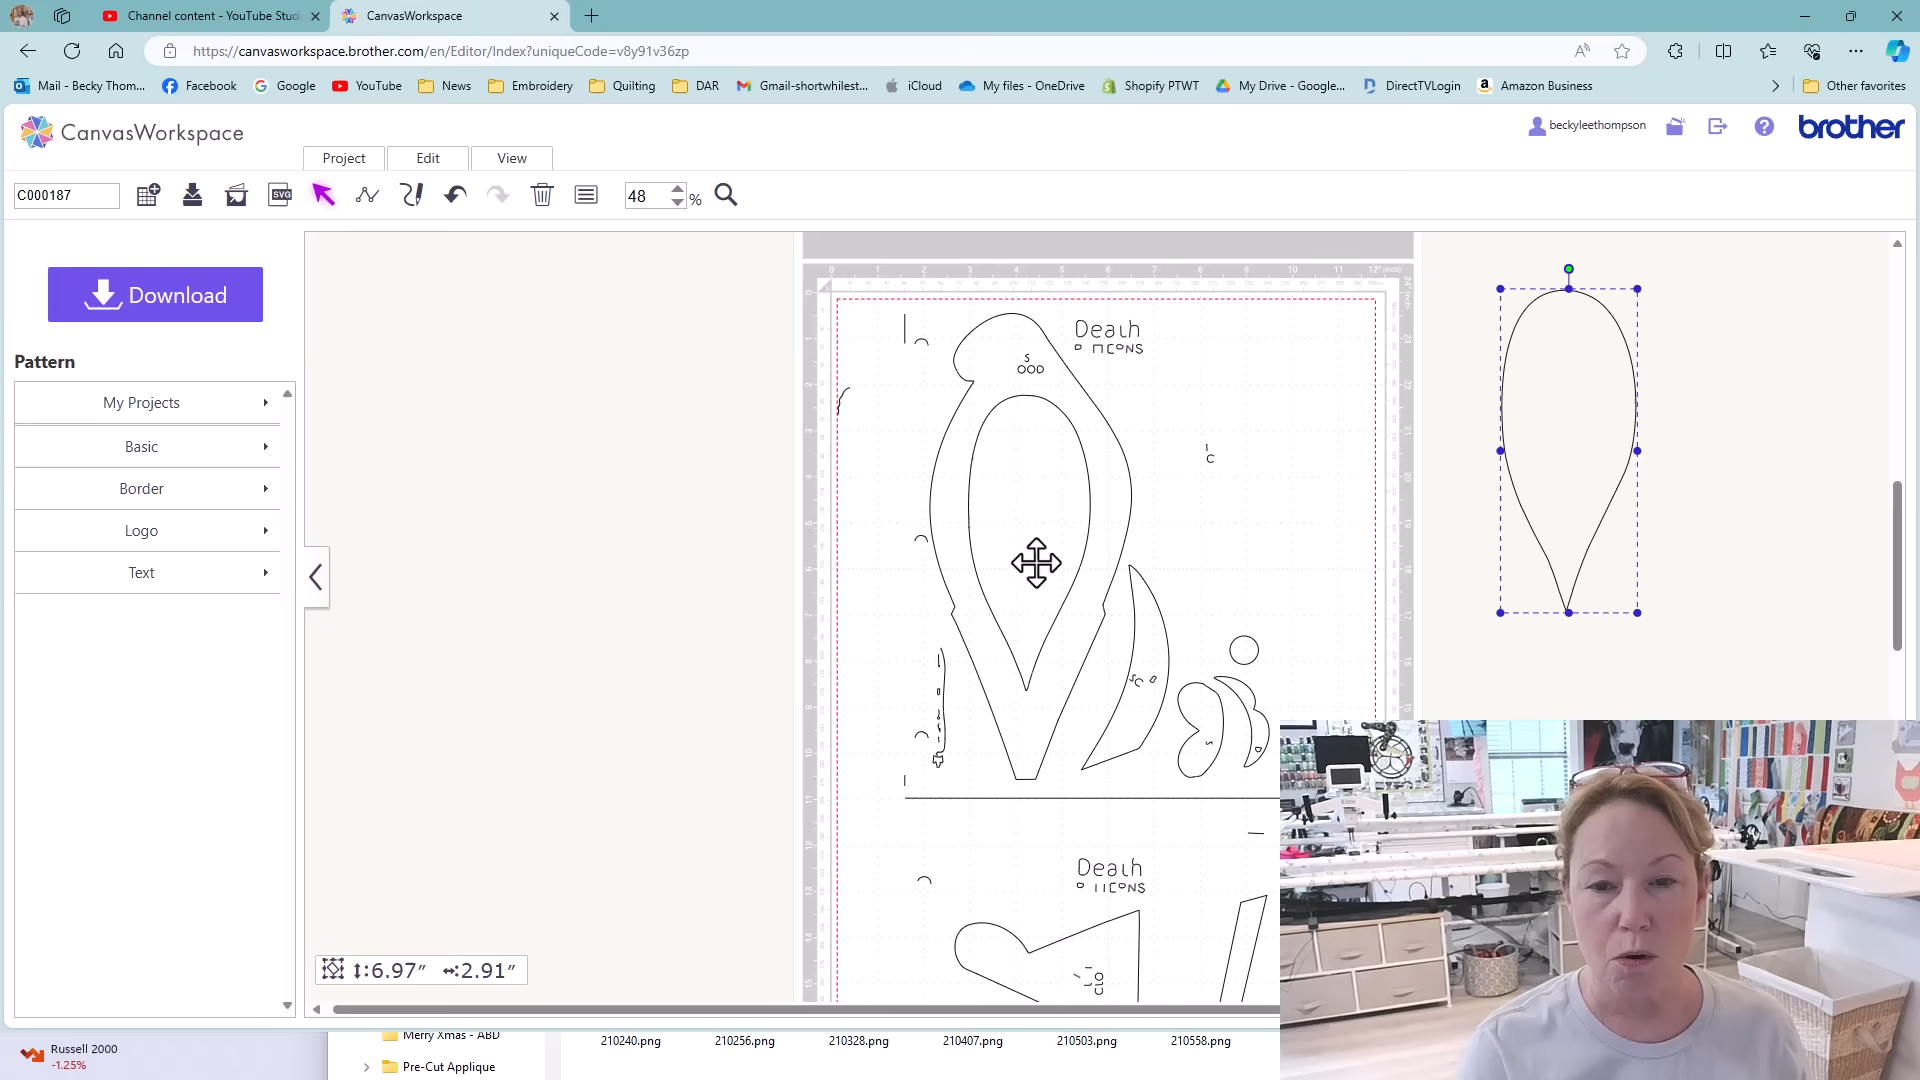 Channel content - YouTube Studi
CanvasWorkspace
https://canvasworkspace.brother.com/en/Editor/Index?uniqueCode=v8y91v36zp
Mail - Becky Thom...
Facebook
Google
YouTube
News
Embroidery
Quilting
DAR
Gmail-shortwhilest...
iCloud
My files - OneDrive
Shopify PTWT
My Drive - Google...
DirectTVLogin
Amazon Business
Other favorites
CanvasWorkspace
beckyleethompson
brother
Project
Edit
View
C000187
SVG
48
%
Download
Pattern
My Projects
Basic
Border
Logo
Text
Death
Death
6.97"
2.91"
Russell 2000
-1.25%
Merry Xmas - ABD
Pre-Cut Applique
210240.png
210256.png
210328.png
210407.png
210503.png
210558.png